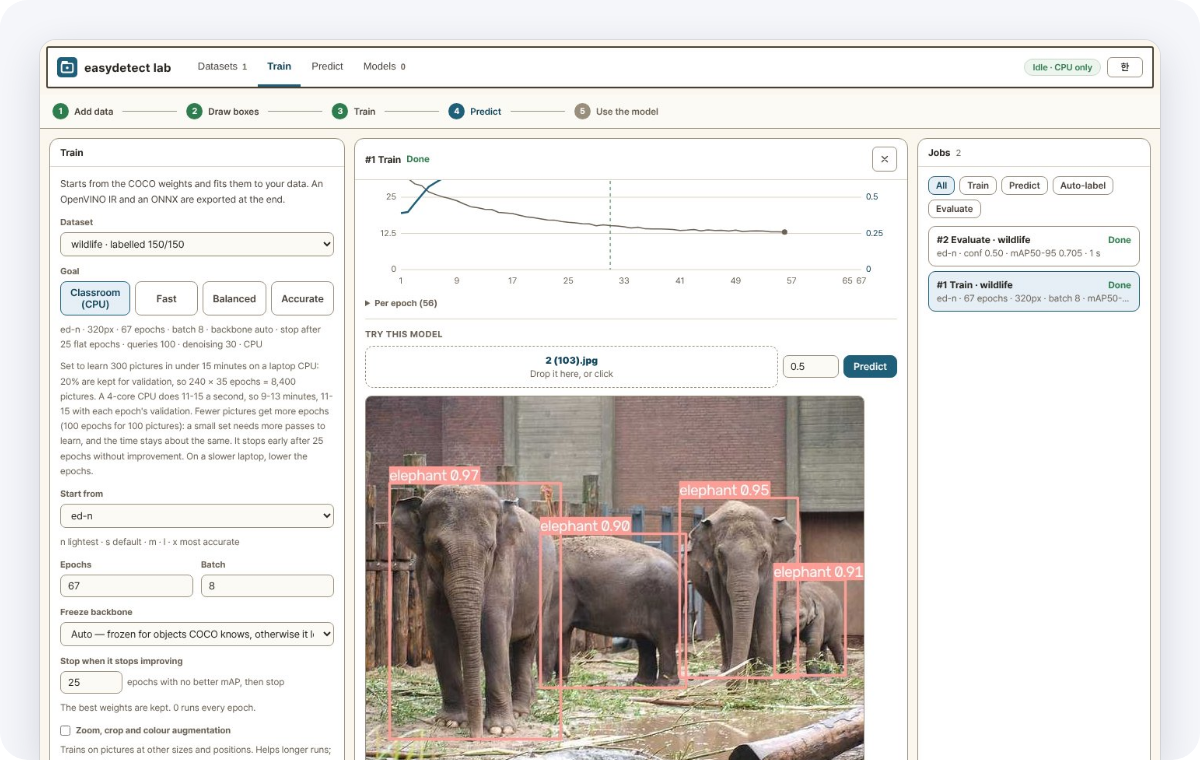 easydetect lab
Datasets 1
Train
Predict
Models 0
Idle · CPU only
한
1 Add data
2 Draw boxes
3 Train
4 Predict
5 Use the model
Train
Starts from the COCO weights and fits them to your data. An
OpenVINO IR and an ONNX are exported at the end.
Dataset
wildlife · labelled 150/150
Goal
Classroom
(CPU)
Fast
Balanced
Accurate
ed-n · 320px · 67 epochs · batch 8 · backbone auto · stop after
25 flat epochs · queries 100 · denoising 30 · CPU
Set to learn 300 pictures in under 15 minutes on a laptop CPU:
20% are kept for validation, so 240 × 35 epochs = 8,400
pictures. A 4-core CPU does 11-15 a second, so 9-13 minutes, 11-
15 with each epoch's validation. Fewer pictures get more epochs
(100 epochs for 100 pictures): a small set needs more passes to
learn, and the time stays about the same. It stops early after 25
epochs without improvement. On a slower laptop, lower the
epochs.
Start from
ed-n
n lightest · s default · m · l · x most accurate
Epochs
Batch
67
8
Freeze backbone
Auto — frozen for objects COCO knows, otherwise it l
Stop when it stops improving
25
epochs with no better mAP, then stop
The best weights are kept. 0 runs every epoch.
Zoom, crop and colour augmentation
Trains on pictures at other sizes and positions. Helps longer runs;
#1 Train Done
×
25
0.5
12.5
0.25
0
0
1 9 17 25 33 41 49 57 65 67
Per epoch (56)
TRY THIS MODEL
2 (103).jpg
Drop it here, or click
0.5
Predict
elephant 0.97
elephant 0.95
elephant 0.90
elephant 0.91
Jobs 2
All
Train
Predict
Auto-label
Evaluate
#2 Evaluate · wildlife
Done
ed-n · conf 0.50 · mAP50-95 0.705 · 1 s
#1 Train · wildlife
Done
ed-n · 67 epochs · 320px · batch 8 · mAP50-...